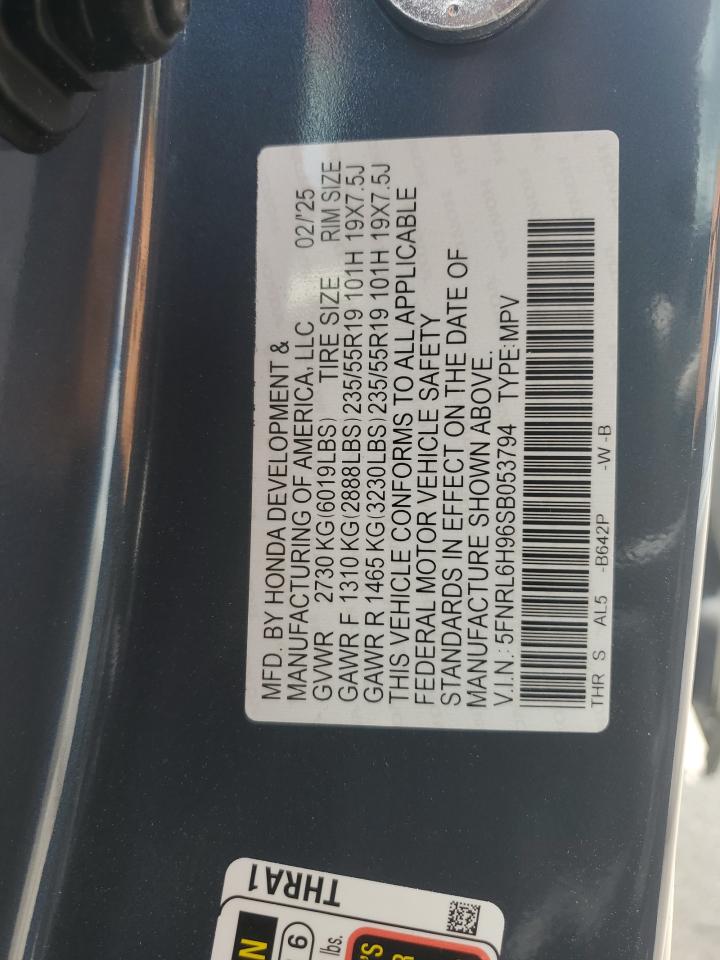 MFD. BY HONDA DEVELOPMENT &
MANUFACTURING OF AMERICA, LLC 02/'25
GVWR 2730 KG(6019LBS) TIRE SIZE RIM SIZE
GAWR F 1310 KG(2888LBS) 235/55R19 101H 19X7.5J
GAWR R 1465 KG(3230LBS) 235/55R19 101H 19X7.5J
THIS VEHICLE CONFORMS TO ALL APPLICABLE
FEDERAL MOTOR VEHICLE SAFETY
STANDARDS IN EFFECT ON THE DATE OF
MANUFACTURE SHOWN ABOVE.
V.I.N.: 5FNRL6H96SB053794 TYPE:MPV
THR S AL5 -B642P -W -B
THRA1
6
lbs.